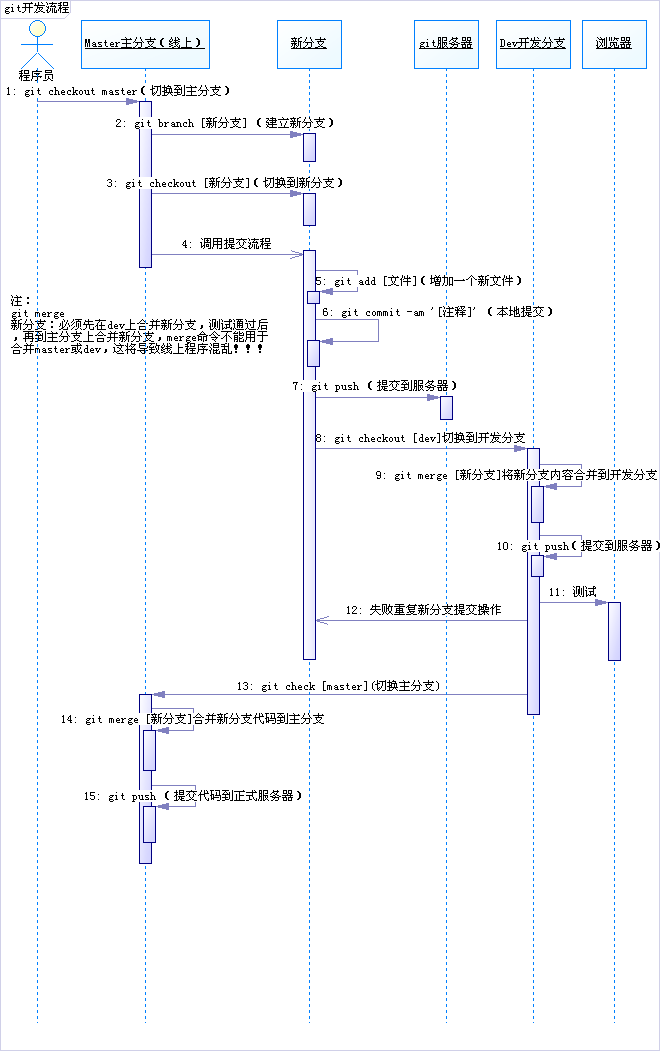 git开发流程
Master主分支(线上)
新分支
git服务器
Dev开发分支
浏览器
程序员
1: git checkout master(切换到主分支)
2: git branch [新分支] (建立新分支)
3: git checkout [新分支](切换到新分支)
4: 调用提交流程
5: git add [文件](增加一个新文件)
注：
git merge
新分支：必须先在dev上合并新分支，测试通过后
，再到主分支上合并新分支，merge命令不能用于
合并master或dev，这将导致线上程序混乱！！！
6: git commit -am '[注释]' (本地提交)
7: git push (提交到服务器)
8: git checkout [dev]切换到开发分支
9: git merge [新分支]将新分支内容合并到开发分支
10: git push(提交到服务器)
11: 测试
12: 失败重复新分支提交操作
13: git check [master](切换主分支)
14: git merge [新分支]合并新分支代码到主分支
15: git push (提交代码到正式服务器)